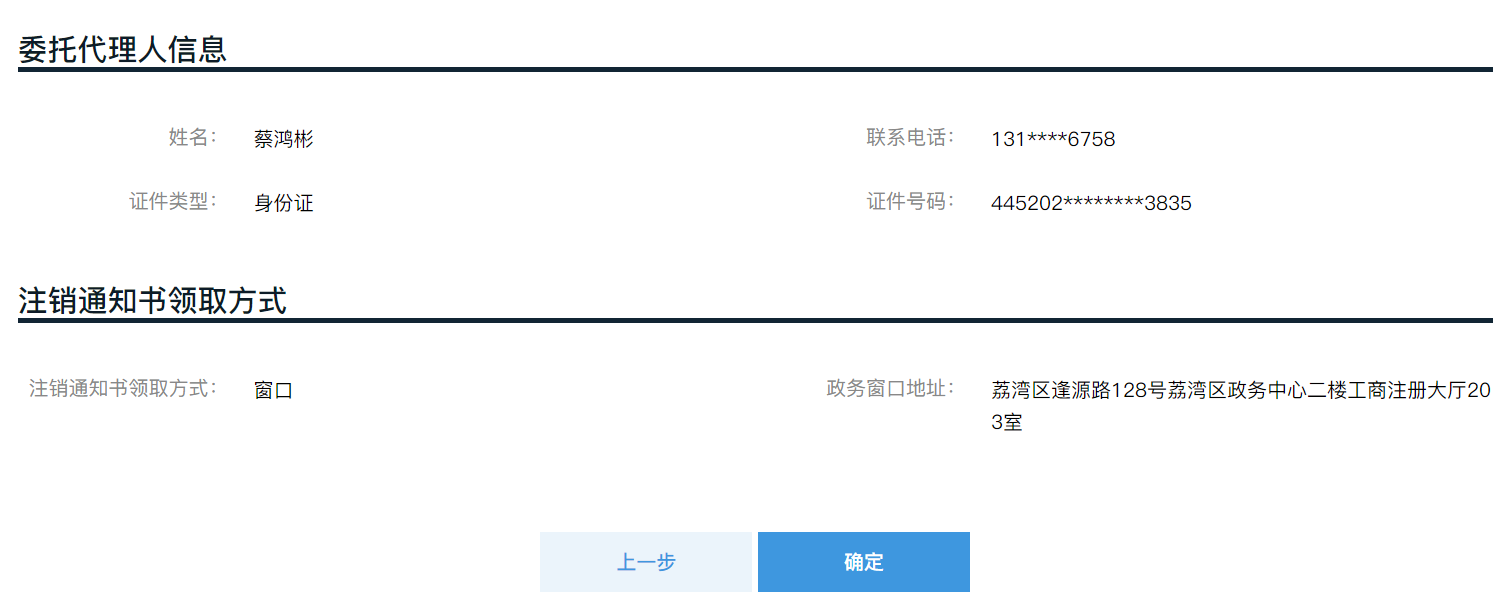 委托代理人信息
姓名： 蔡鸿彬 联系电话： 131****6758
证件类型： 身份证 证件号码： 445202********3835
注销通知书领取方式
注销通知书领取方式： 窗口 政务窗口地址： 荔湾区逢源路128号荔湾区政务中心二楼工商注册大厅20
3室
上一步 确定